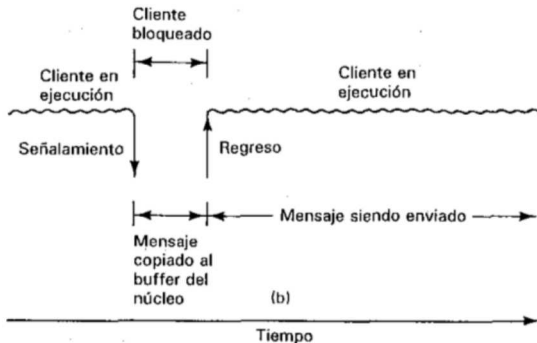 Cliente
bloqueado
Cliente en
ejecución
Cliente en
ejecución
Señalamiento
Regreso
Mensaje siendo enviado
Mensaje
copiado al
buffer del
núcleo
(b)
Tiempo